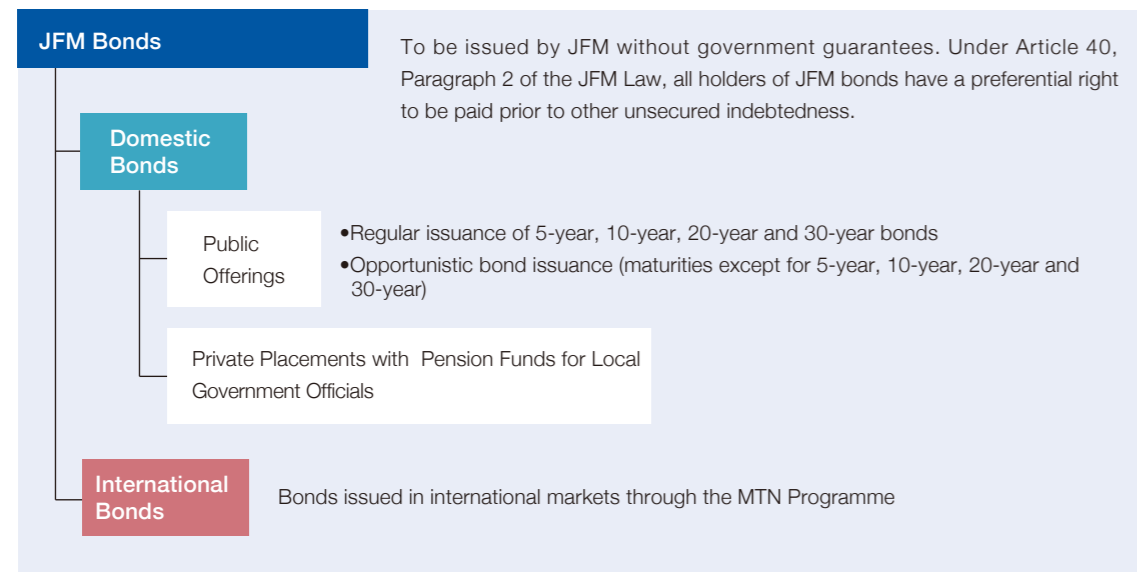 JFM Bonds
To be issued by JFM without government guarantees. Under Article 40,
Paragraph 2 of the JFM Law, all holders of JFM bonds have a preferential right
to be paid prior to other unsecured indebtedness.
Domestic
Bonds
Public
Offerings
•Regular issuance of 5-year, 10-year, 20-year and 30-year bonds
•Opportunistic bond issuance (maturities except for 5-year, 10-year, 20-year and
30-year)
Private Placements with Pension Funds for Local
Government Officials
International
Bonds
Bonds issued in international markets through the MTN Programme